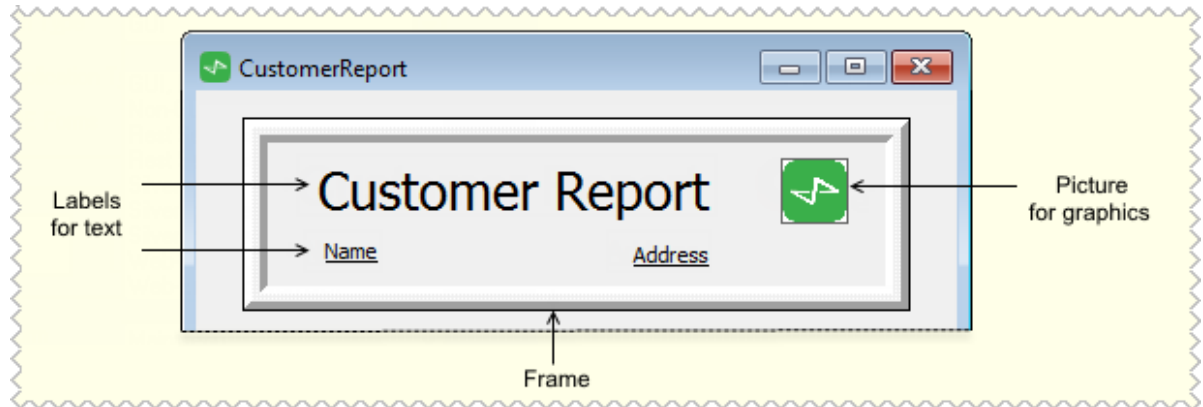 CustomerReport
Customer Report
Labels
for text
Picture
for graphics
Name
Address
Frame